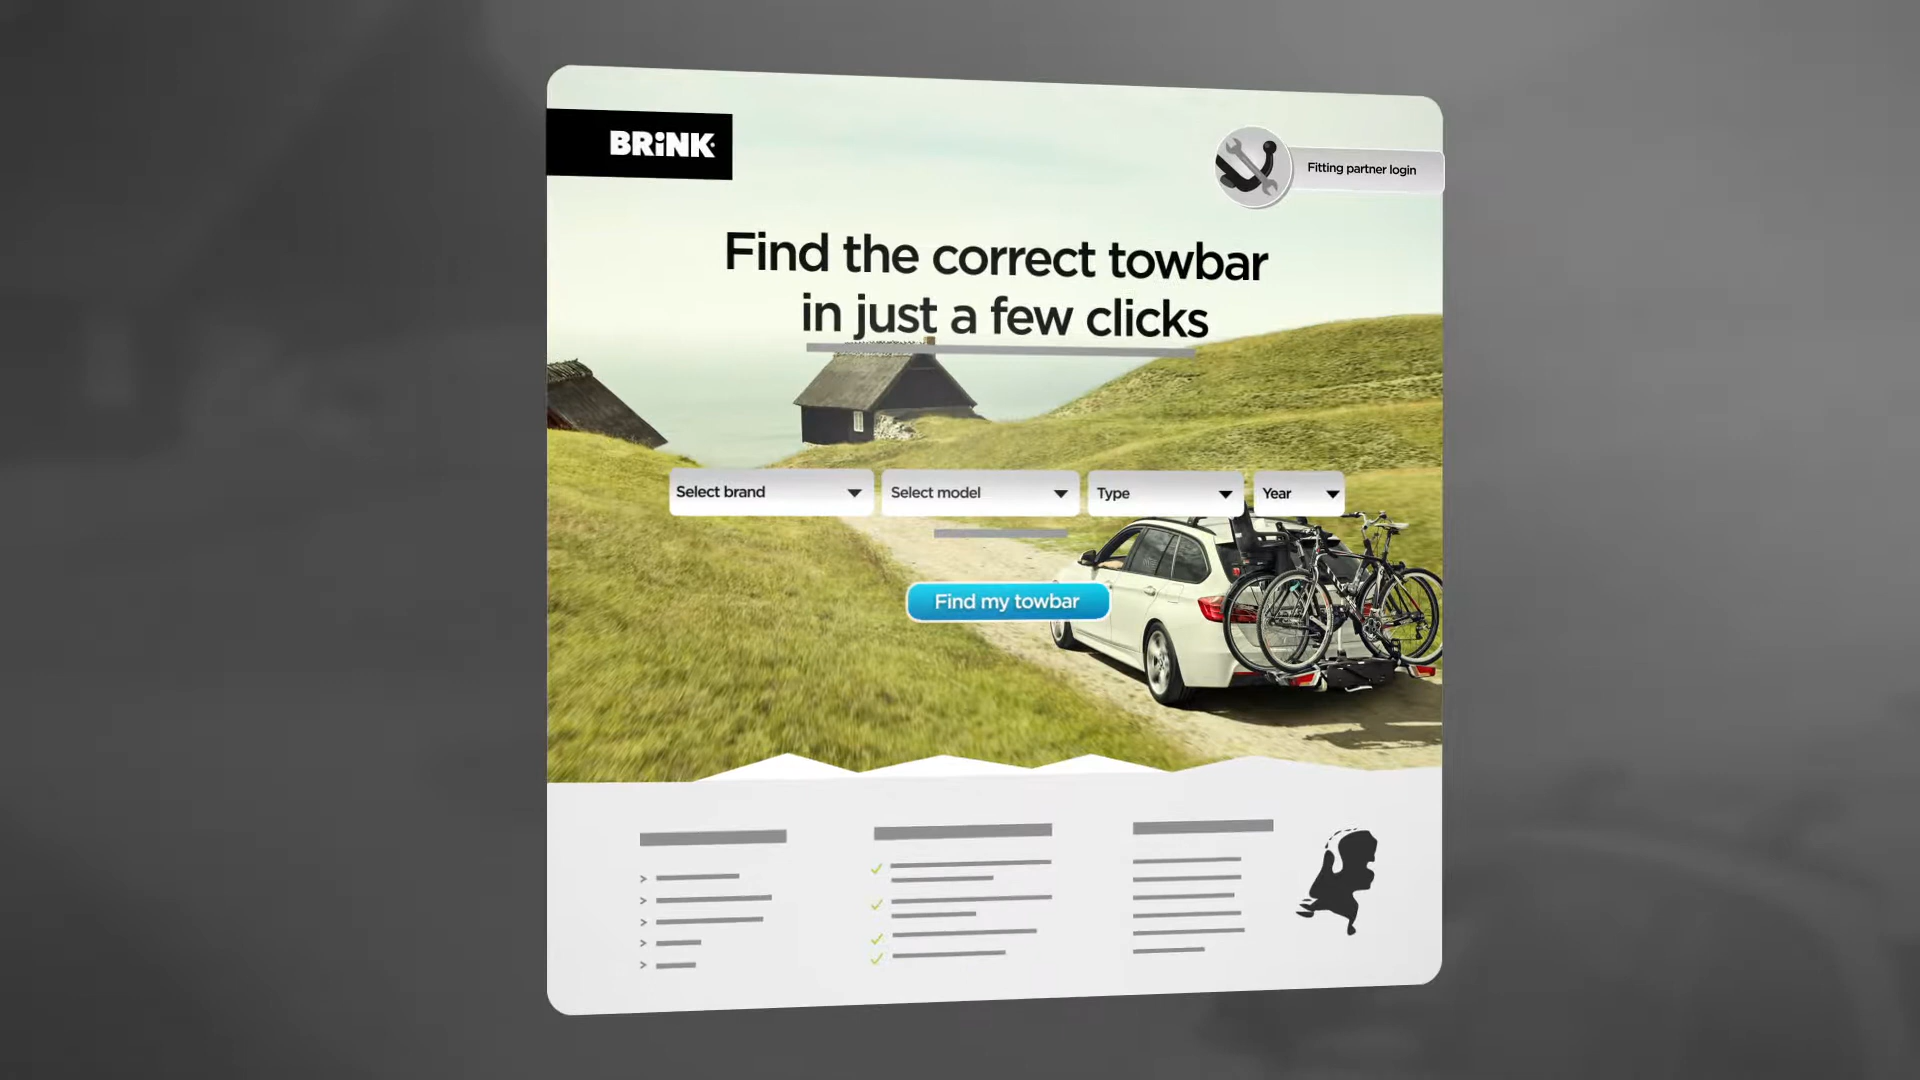 BRiNK
Fitting partner login
Find the correct towbar
in just a few clicks
Select brand
Select model
Type
Year
Find my towbar